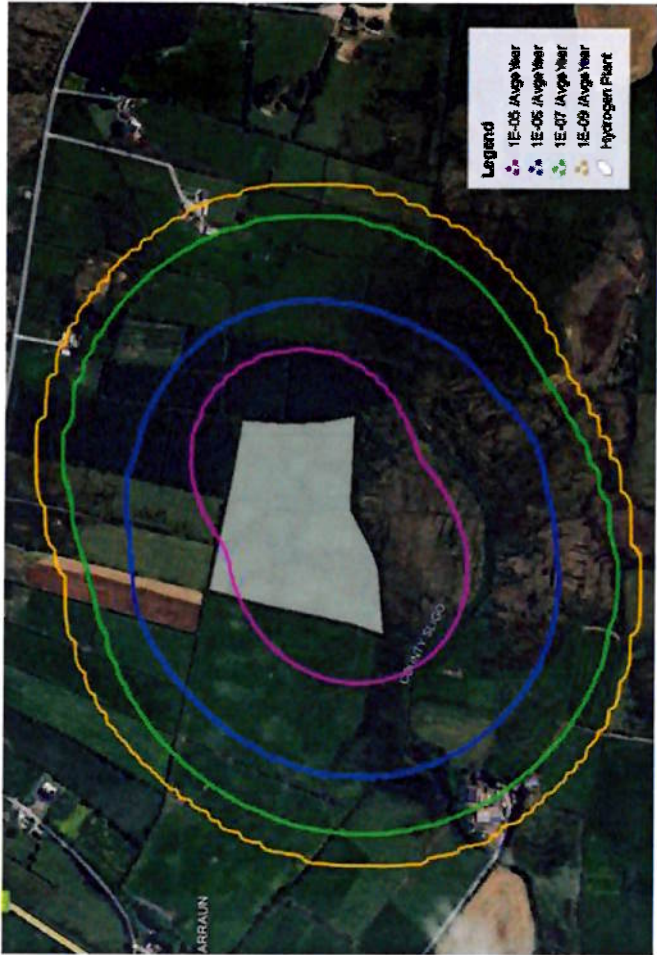 Legend
1E-05 /Avge Year
1E-06 /Avge Year
1E-07 /Avge Year
1E-09 /Avge Year
Hydrogen Plant
COUNTY SLIGO
ARRAUN